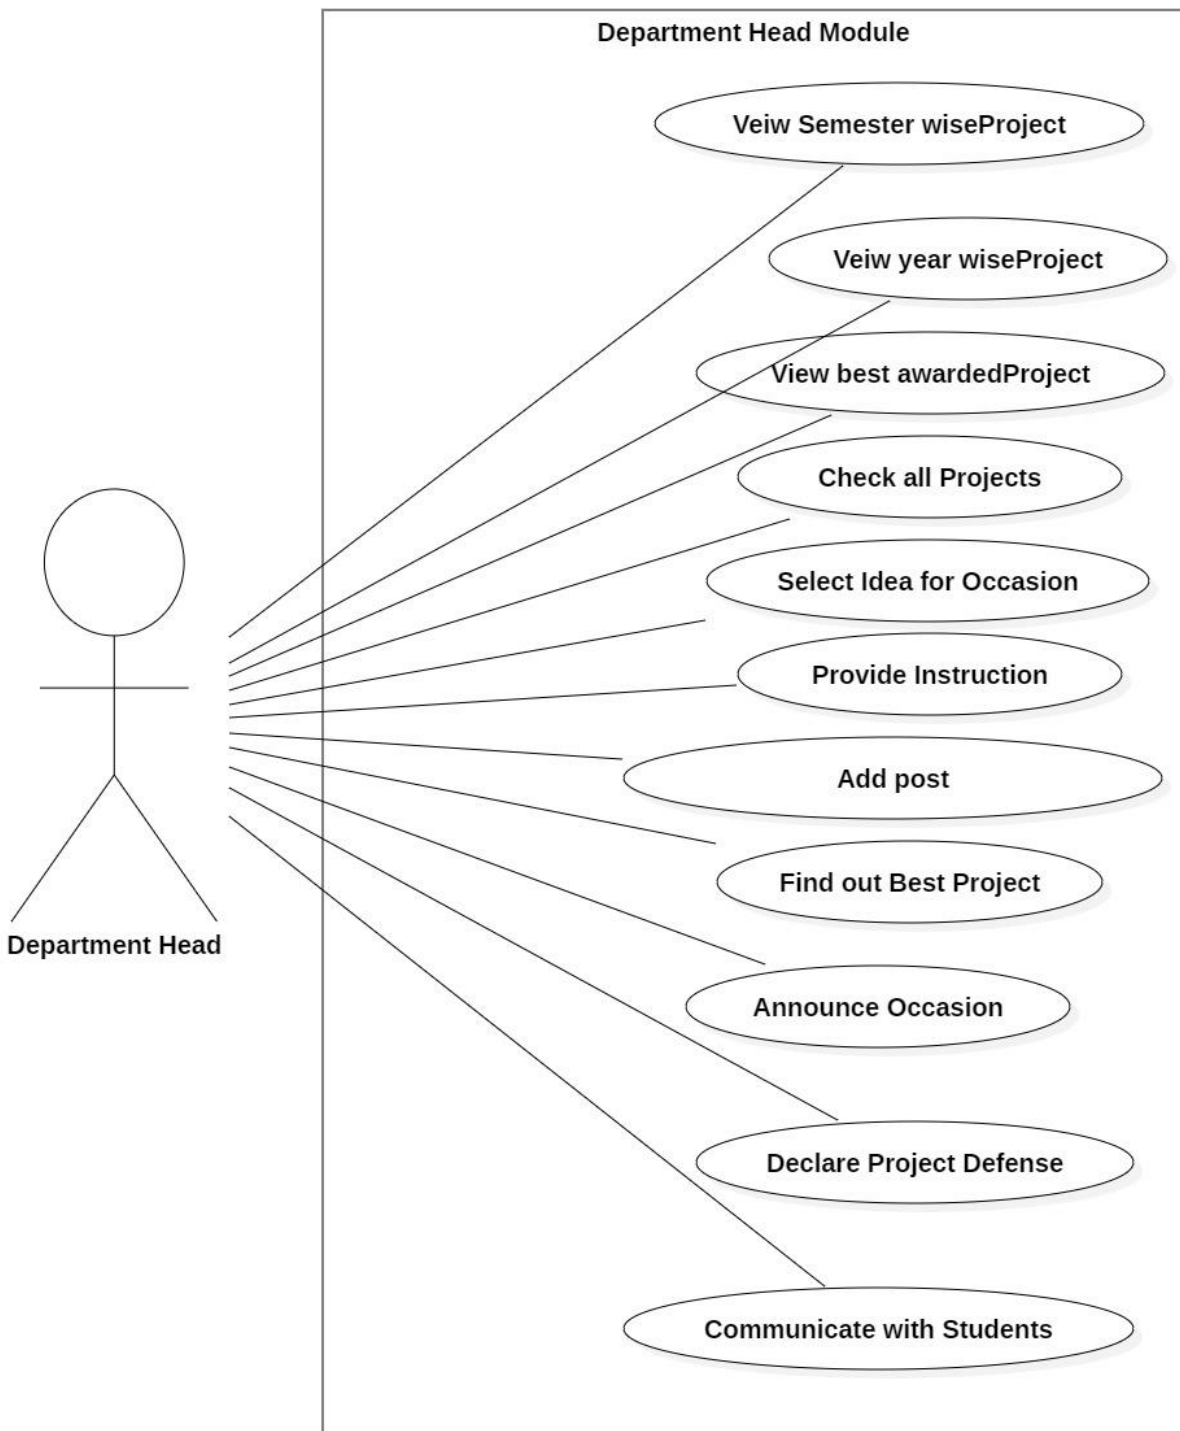 Department Head Module
Veiw Semester wiseProject
Veiw year wiseProject
View best awardedProject
Check all Projects
Select Idea for Occasion
Provide Instruction
Add post
Find out Best Project
Department Head
Announce Occasion
Declare Project Defense
Communicate with Students